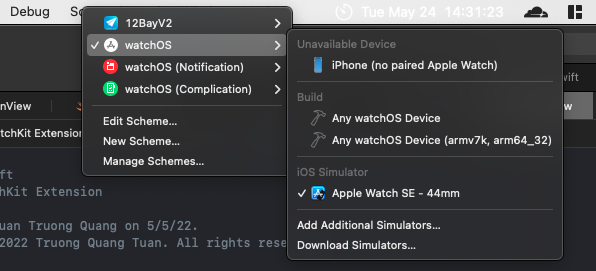 Debug
Tue May 24 14:31:23
12BayV2
watchOS
watchOS (Notification)
watchOS (Complication)
Edit Scheme...
New Scheme...
Manage Schemes...
Unavailable Device
iPhone (no paired Apple Watch)
Build
Any watchOS Device
Any watchOS Device (armv7k, arm64_32)
iOS Simulator
Apple Watch SE - 44mm
Add Additional Simulators...
Download Simulators...
nView
wift
w
tchKit Extension
ft
hKit Extension
uan Truong Quang on 5/5/22.
2022 Truong Quang Tuan. All rights rese